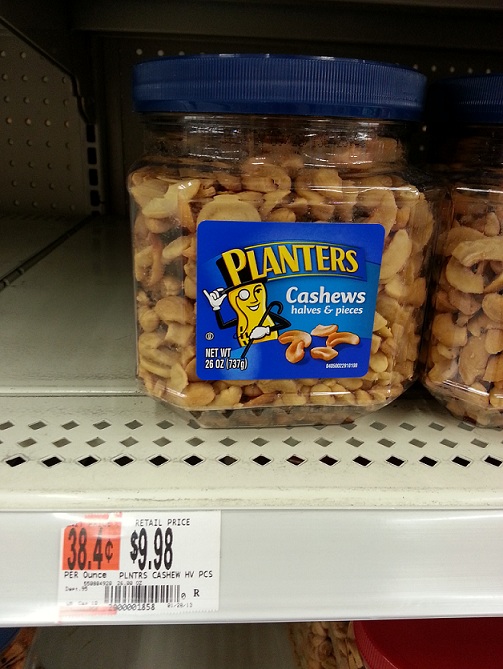 PLANTERS
Cashews
halves & pieces
NET WT
26 OZ (737g)
RETAIL PRICE
38.4¢ $9.98
PER Ounce PLNTRS CASHEW HV PCS
R